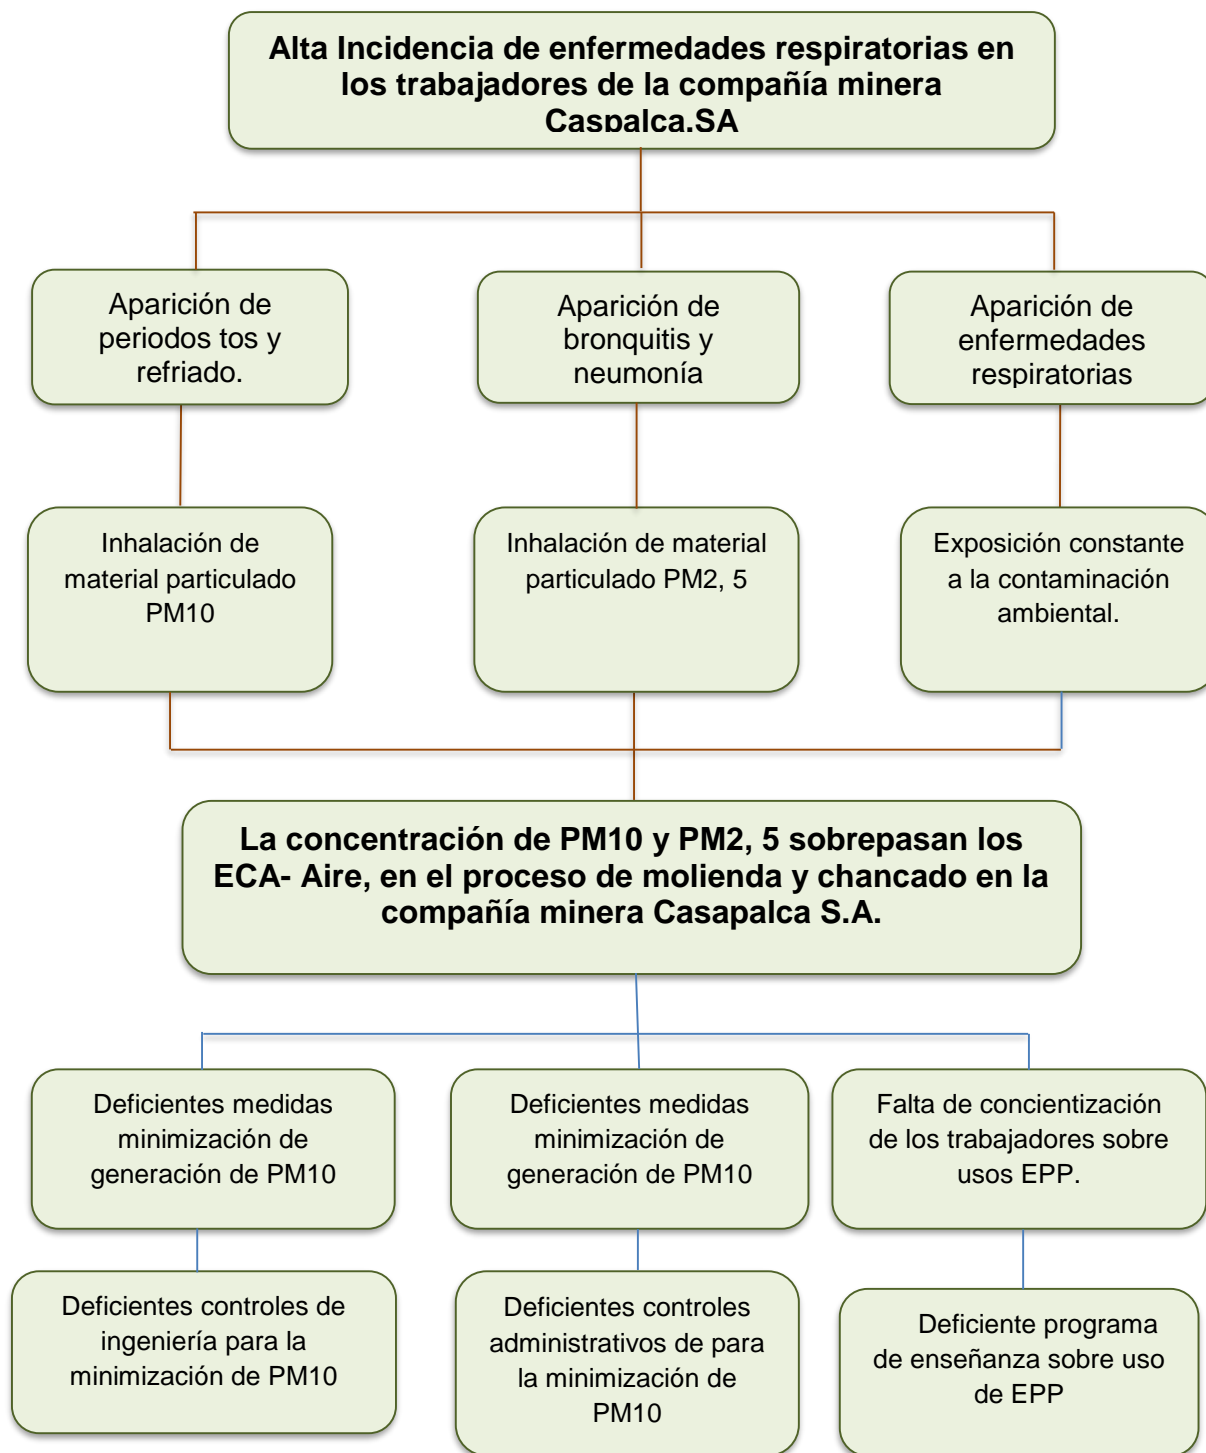 Alta Incidencia de enfermedades respiratorias en
los trabajadores de la compañía minera
Caspalca.SA
Aparición de
periodos tos y
refriado.
Aparición de
bronquitis y
neumonía
Aparición de
enfermedades
respiratorias
Inhalación de
material particulado
PM10
Inhalación de material
particulado PM2, 5
Exposición constante
a la contaminación
ambiental.
La concentración de PM10 y PM2, 5 sobrepasan los
ECA- Aire, en el proceso de molienda y chancado en la
compañía minera Casapalca S.A.
Deficientes medidas
minimización de
generación de PM10
Deficientes medidas
minimización de
generación de PM10
Falta de concientización
de los trabajadores sobre
usos EPP.
Deficientes controles de
ingeniería para la
minimización de PM10
Deficientes controles
administrativos de para
la minimización de
PM10
Deficiente programa
de enseñanza sobre uso
de EPP